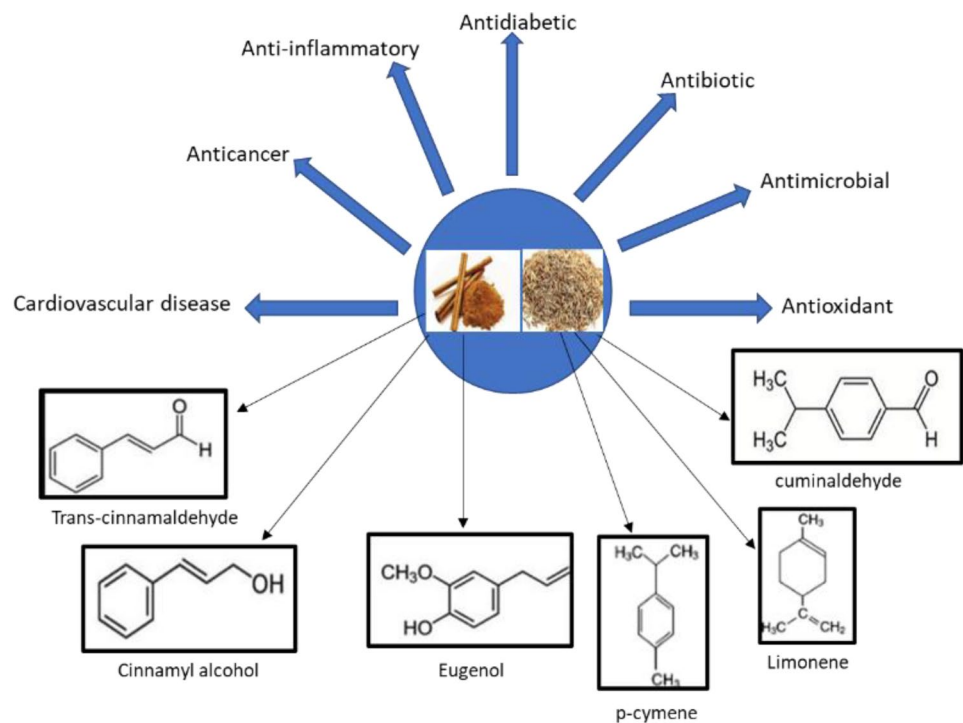 Antidiabetic
Anti-inflammatory
Antibiotic
Anticancer
Antimicrobial
Cardiovascular disease
Antioxidant
O
H
Trans-cinnamaldehyde
H₃C
H₃C
O
H
cuminaldehyde
OH
Cinnamyl alcohol
CH₃O
HO
Eugenol
H₃C CH₃
CH₃
p-cymene
CH₃
C
H₃C CH₂
Limonene